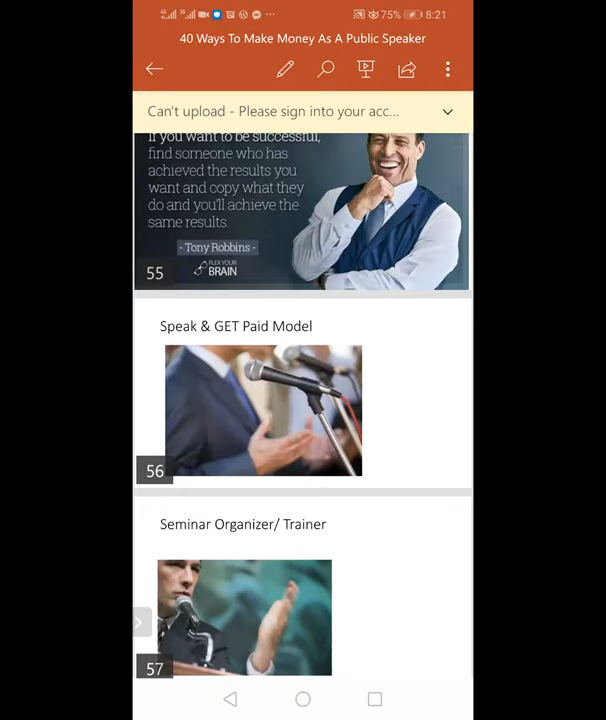 75% 8:21
40 Ways To Make Money As A Public Speaker
Can't upload - Please sign into your acc...
If you want to be successful,
find someone who has
achieved the results you
want and copy what they
do and you'll achieve the
same results.
- Tony Robbins -
FLEX YOUR
BRAIN
55
Speak & GET Paid Model
56
Seminar Organizer/ Trainer
57